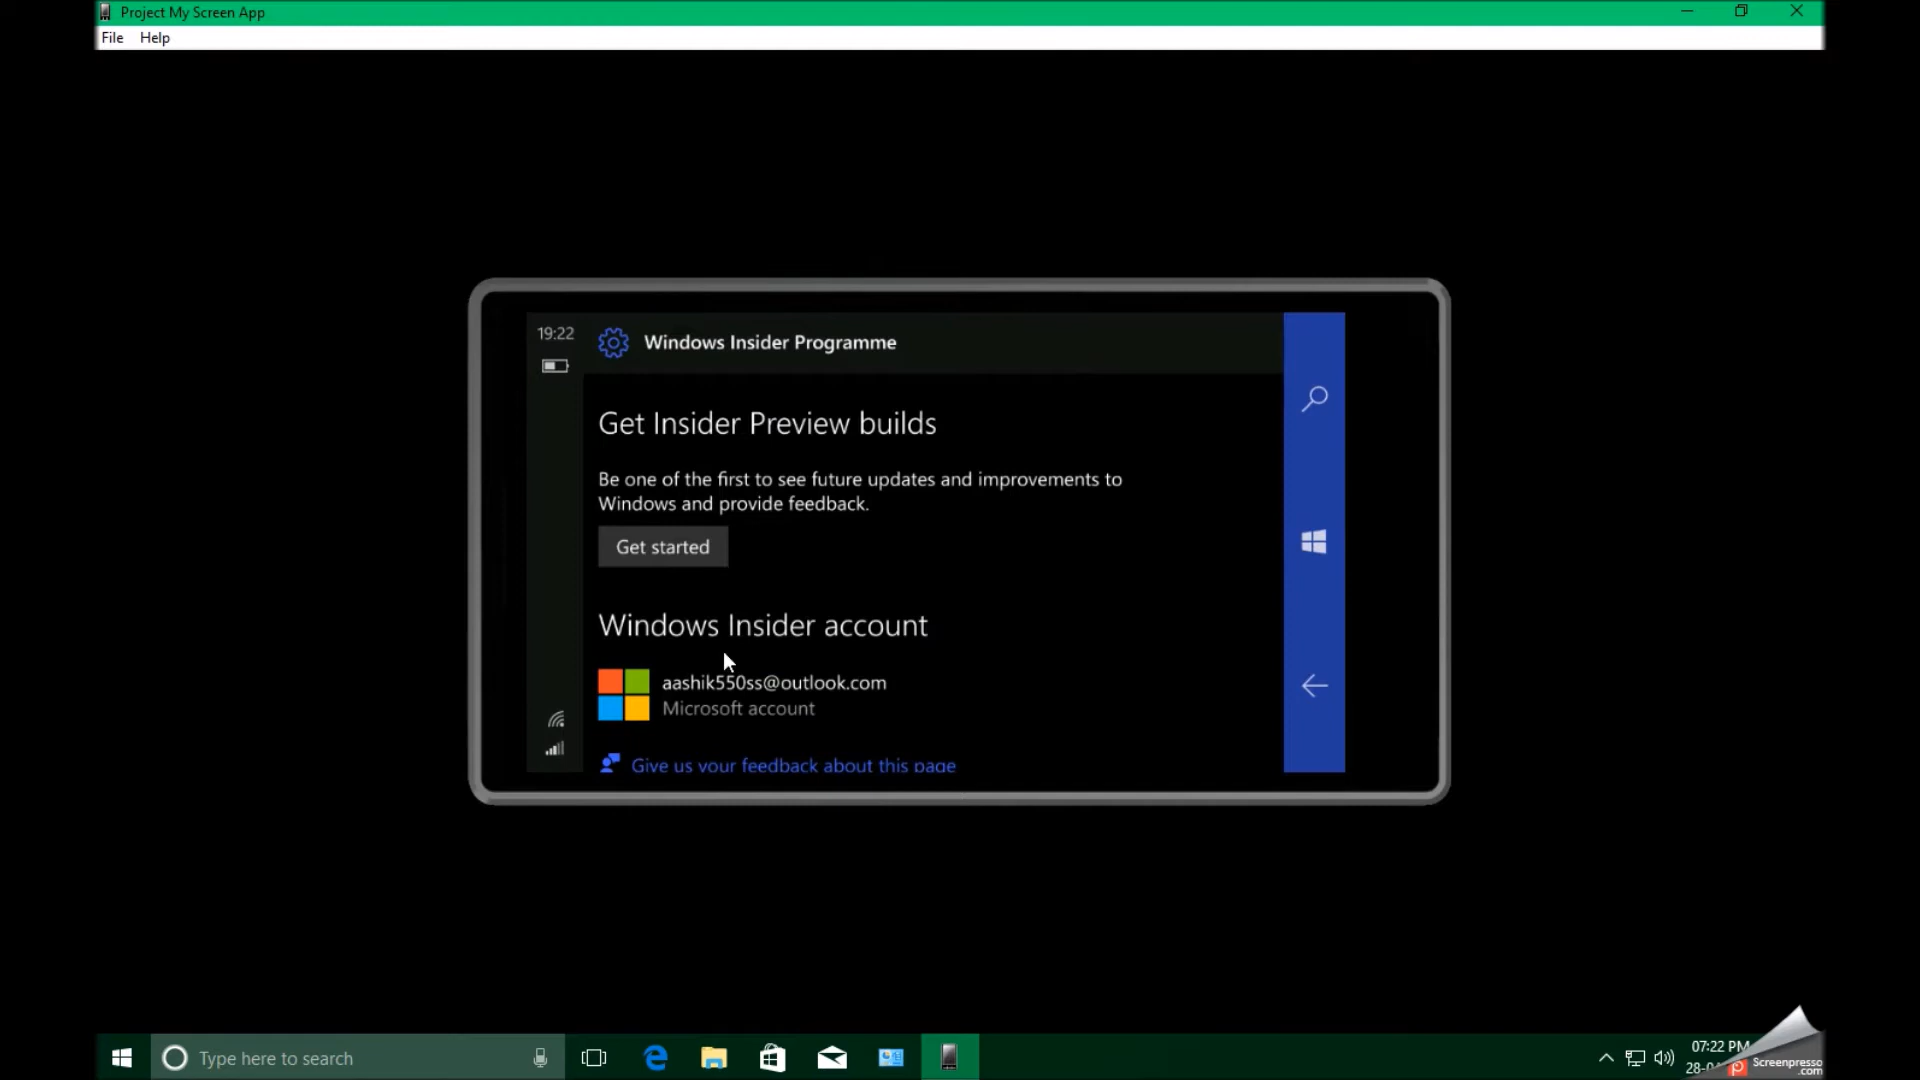 Project My Screen App
File Help
19:22
Windows Insider Programme
Get Insider Preview builds
Be one of the first to see future updates and improvements to
Windows and provide feedback.
Get started
Windows Insider account
aashik550ss@outlook.com
Microsoft account
Give us your feedback about this page
Type here to search
07:22 PM
Screenpresso
.com